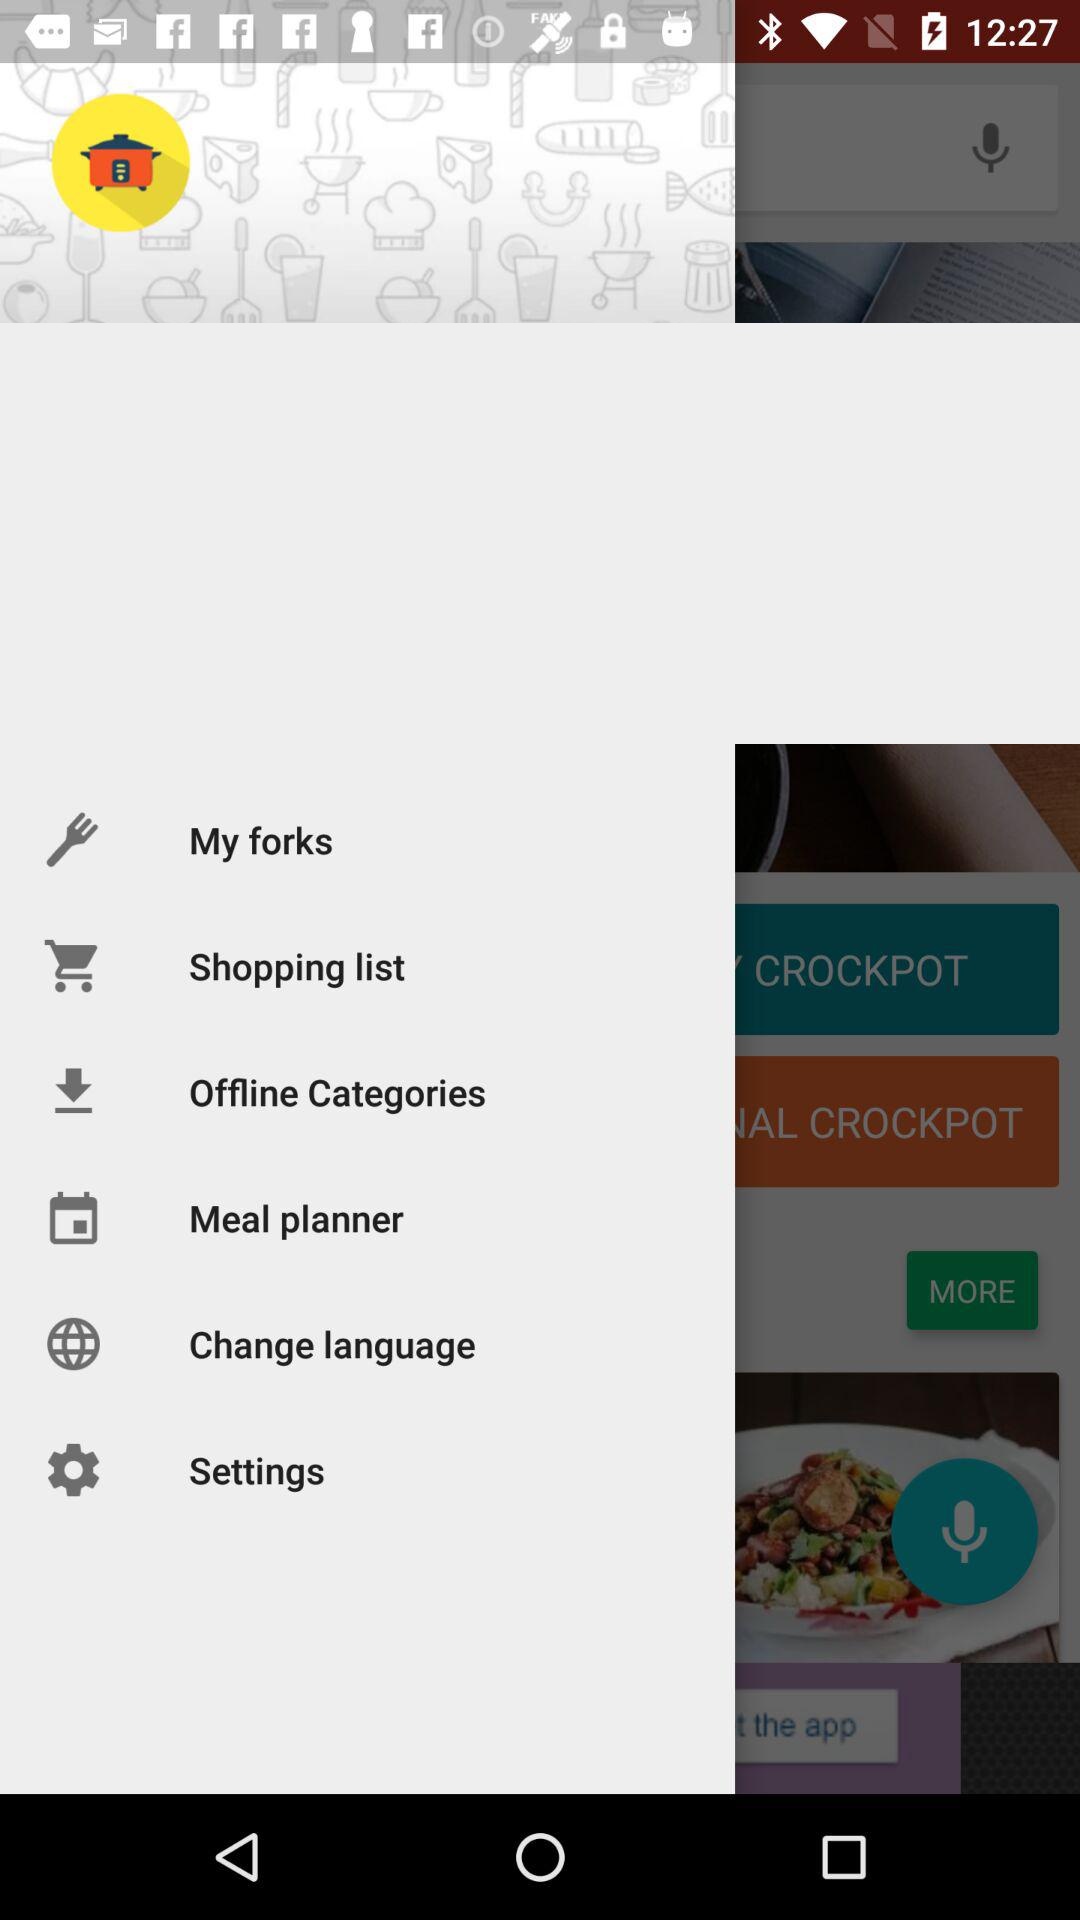 FAKE
12:27
My forks
Shopping list
Y CROCKPOT
Offline Categories
NAL CROCKPOT
Meal planner
MORE
Change language
Settings
t the app